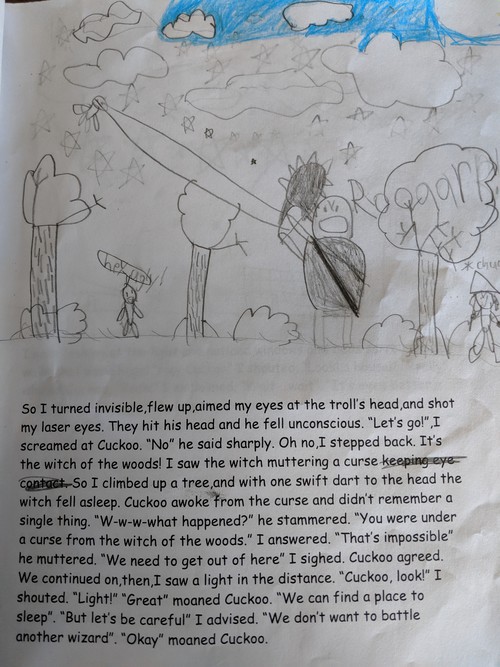 Roaar!
help me!!
*chu
So I turned invisible,flew up,aimed my eyes at the troll's head,and shot
my laser eyes. They hit his head and he fell unconscious. "Let's go!",I
screamed at Cuckoo. "No" he said sharply. Oh no,I stepped back. It's
the witch of the woods! I saw the witch muttering a curse keeping eye
contact. So I climbed up a tree,and with one swift dart to the head the
witch fell asleep. Cuckoo awoke from the curse and didn't remember a
single thing. "W-w-w-what happened?" he stammered. "You were under
a curse from the witch of the woods." I answered. "That's impossible"
he muttered. "We need to get out of here" I sighed. Cuckoo agreed.
We continued on,then,I saw a light in the distance. "Cuckoo, look!" I
shouted. "Light!" "Great" moaned Cuckoo. "We can find a place to
sleep". "But let's be careful" I advised. "We don't want to battle
another wizard". "Okay" moaned Cuckoo.